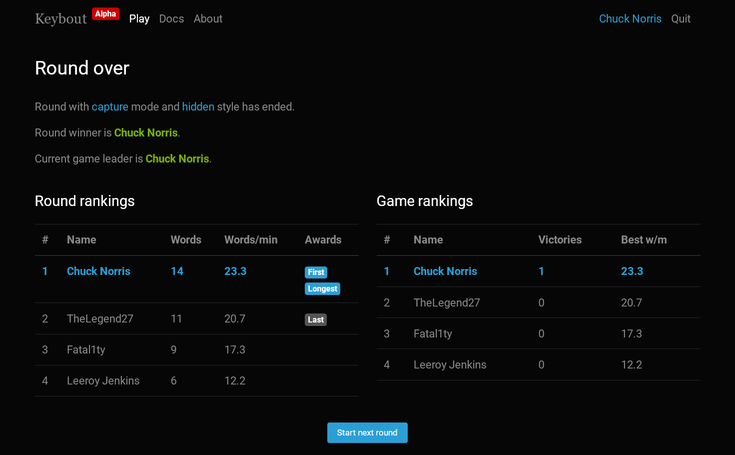 Keybout Alpha Play Docs About Chuck Norris Quit
Round over
Round with capture mode and hidden style has ended.
Round winner is Chuck Norris.
Current game leader is Chuck Norris.
Round rankings
# Name Words Words/min Awards
1 Chuck Norris 14 23.3 First
Longest
2 TheLegend27 11 20.7 Last
3 Fatal1ty 9 17.3
4 Leeroy Jenkins 6 12.2
Game rankings
# Name Victories Best w/m
1 Chuck Norris 1 23.3
2 TheLegend27 0 20.7
3 Fatal1ty 0 17.3
4 Leeroy Jenkins 0 12.2
Start next round